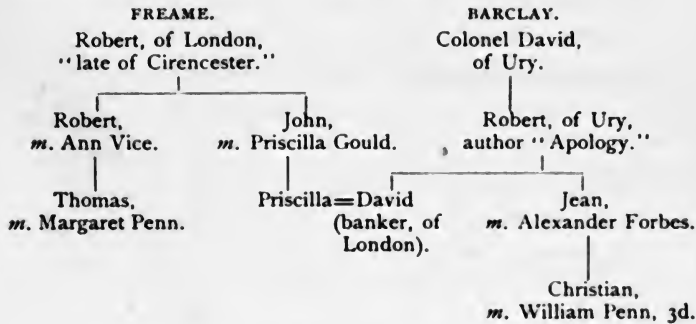 FREAME. BARCLAY.
Robert, of London, Colonel David,
"late of Cirencester." of Ury.
Robert, John, Robert, of Ury,
m. Ann Vice. m. Priscilla Gould. author "Apology."
Thomas, Priscilla=David Jean,
m. Margaret Penn. (banker, of m. Alexander Forbes.
London).
Christian,
m. William Penn, 3d.